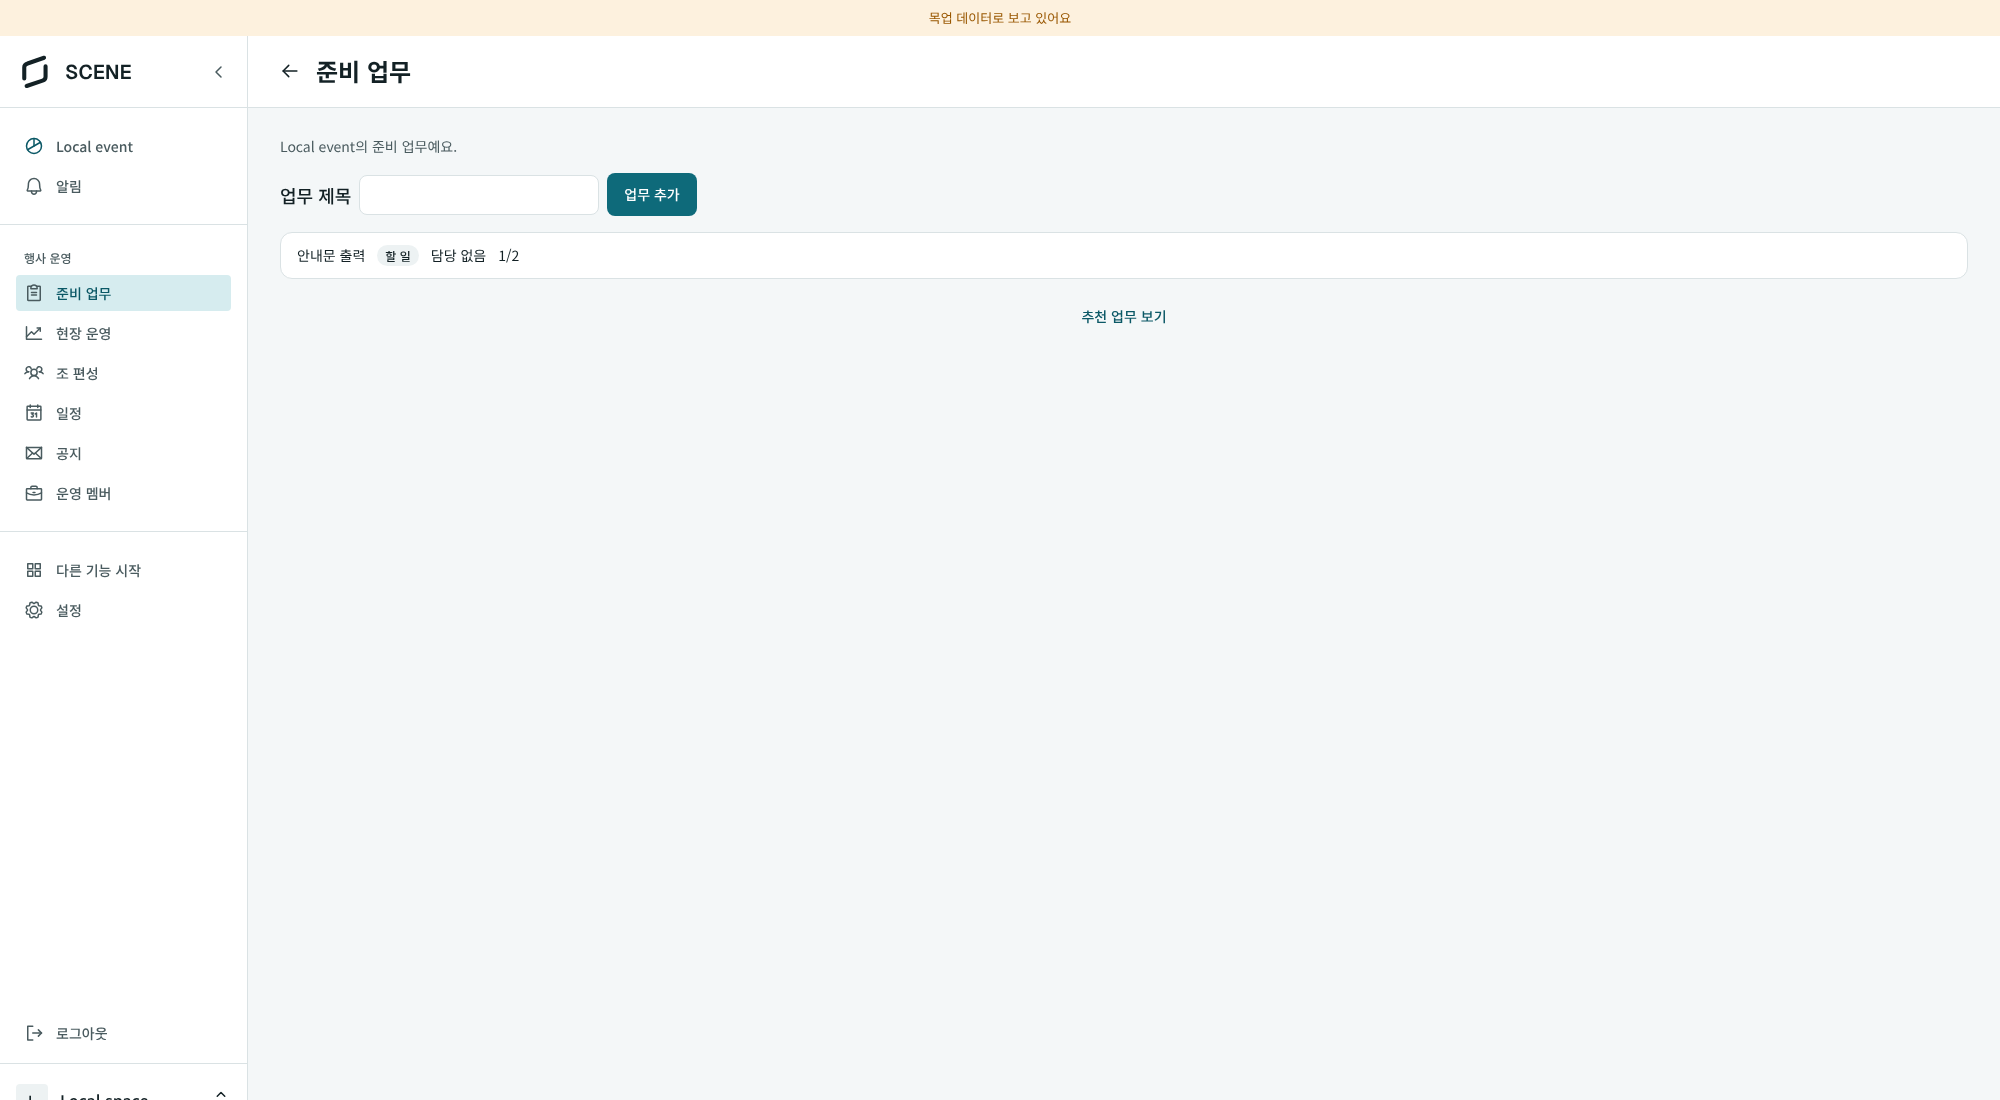 목업 데이터로 보고 있어요
SCENE
준비 업무
Local event
알림
행사 운영
준비 업무
현장 운영
조 편성
일정
공지
운영 멤버
다른 기능 시작
설정
로그아웃
Local space
Local event의 준비 업무예요.
업무 제목
업무 추가
안내문 출력 할 일 담당 없음 1/2
추천 업무 보기